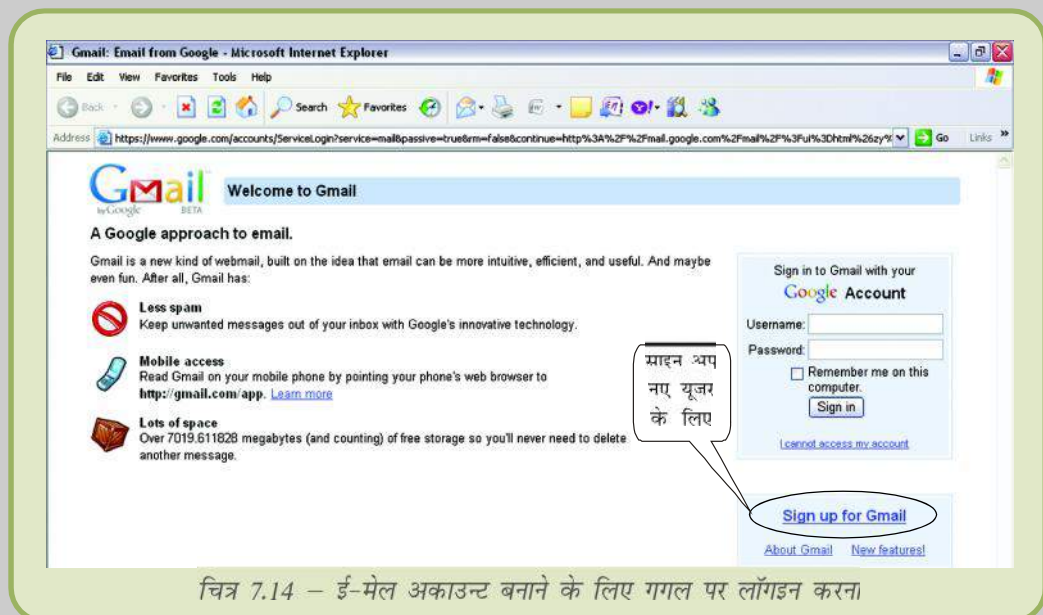 Gmail: Email from Google - Microsoft Internet Explorer
File Edit View Favorites Tools Help
Back Search Favorites
Address https://www.google.com/accounts/ServiceLogin?service=mail&passive=true&rm=false&continue=http%3A%2F%2Fmail.google.com%2Fmail%2F%3Fui%3Dhtml%26zy% Go Links »
Gmail by Google BETA
Welcome to Gmail
A Google approach to email.
Gmail is a new kind of webmail, built on the idea that email can be more intuitive, efficient, and useful. And maybe
even fun. After all, Gmail has:
Less spam
Keep unwanted messages out of your inbox with Google's innovative technology.
Mobile access
Read Gmail on your mobile phone by pointing your phone's web browser to
http://gmail.com/app. Learn more
Lots of space
Over 7019.611828 megabytes (and counting) of free storage so you'll never need to delete
another message.
साइन अप
नए यूजर
के लिए
Sign in to Gmail with your
Google Account
Username:
Password:
Remember me on this
computer.
Sign in
I cannot access my account
Sign up for Gmail
About Gmail New features!
चित्र 7.14 – ई-मेल अकाउन्ट बनाने के लिए गगल पर लॉगइन करना